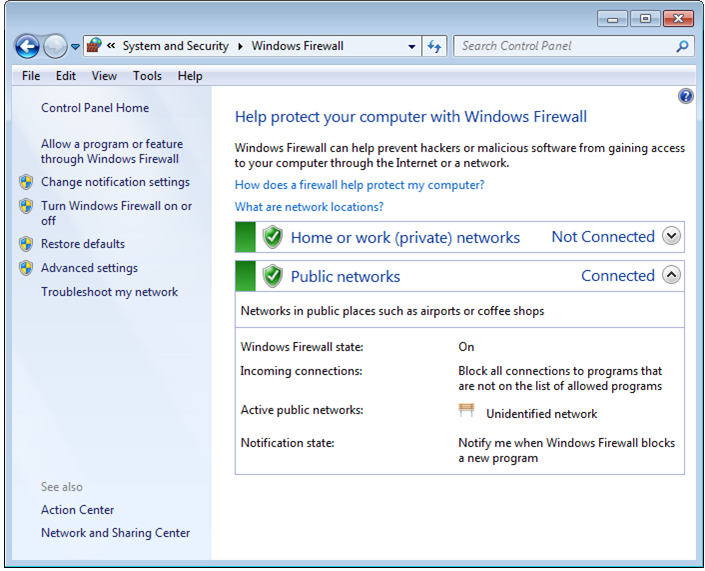 « System and Security ▸ Windows Firewall
Search Control Panel
File Edit View Tools Help
Control Panel Home
Allow a program or feature
through Windows Firewall
Change notification settings
Turn Windows Firewall on or
off
Restore defaults
Advanced settings
Troubleshoot my network
See also
Action Center
Network and Sharing Center
Help protect your computer with Windows Firewall
Windows Firewall can help prevent hackers or malicious software from gaining access
to your computer through the Internet or a network.
How does a firewall help protect my computer?
What are network locations?
Home or work (private) networks Not Connected
Public networks Connected
Networks in public places such as airports or coffee shops
Windows Firewall state: On
Incoming connections: Block all connections to programs that
are not on the list of allowed programs
Active public networks: Unidentified network
Notification state: Notify me when Windows Firewall blocks
a new program